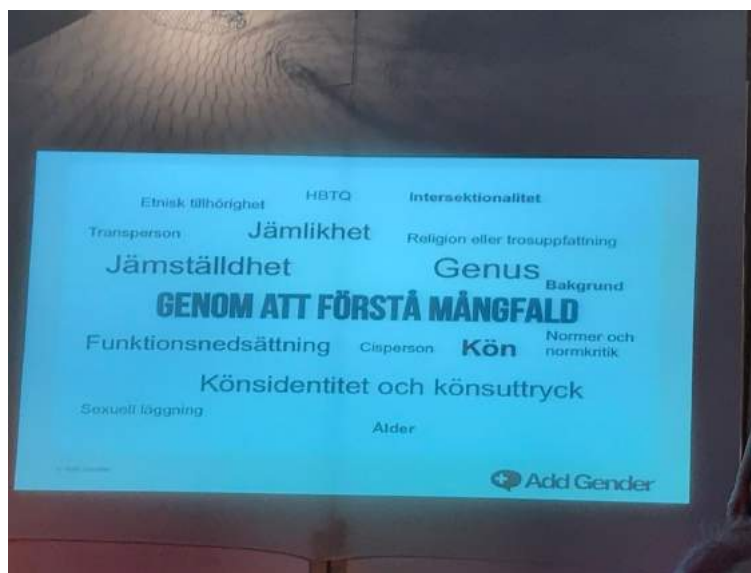 HBTQ
Intersektionalitet
Etnisk tillhörighet
Transperson
Jämlikhet
Religion eller trosuppfattning
Jämställdhet
Genus
Bakgrund
GENOM ATT FÖRSTÅ MÅNGFALD
Funktionsnedsättning
Cisperson
Kön
Normer och
normkritik
Könsidentitet och könsuttryck
Sexuell läggning
Ålder
Add Gender